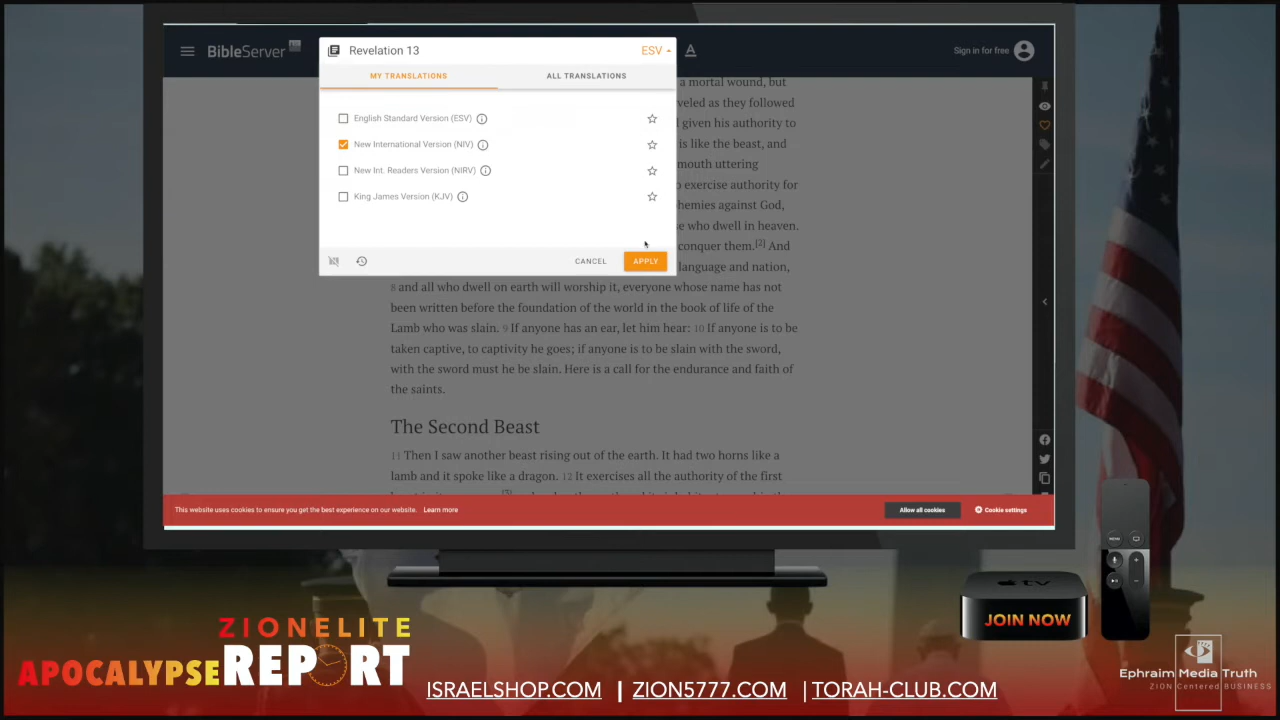 BibleServer
Revelation 13
ESV
A
Sign in for free
MY TRANSLATIONS
ALL TRANSLATIONS
English Standard Version (ESV)
New International Version (NIV)
New Int. Readers Version (NIRV)
King James Version (KJV)
CANCEL
APPLY
a mortal wound, but
veled as they followed
given his authority to
is like the beast, and
mouth uttering
exercise authority for
hemies against God,
e who dwell in heaven.
conquer them.[2] And
language and nation,
8 and all who dwell on earth will worship it, everyone whose name has not
been written before the foundation of the world in the book of life of the
Lamb who was slain. 9 If anyone has an ear, let him hear: 10 If anyone is to be
taken captive, to captivity he goes; if anyone is to be slain with the sword,
with the sword must he be slain. Here is a call for the endurance and faith of
the saints.
The Second Beast
11 Then I saw another beast rising out of the earth. It had two horns like a
lamb and it spoke like a dragon. 12 It exercises all the authority of the first
This website uses cookies to ensure you get the best experience on our website. Learn more
Allow all cookies
Cookie settings
MENU
tv
JOIN NOW
ZIONELITE
APOCALYPSE REPORT
ISRAELSHOP.COM | ZION5777.COM | TORAH-CLUB.COM
Ephraim Media Truth
ZION Centered BUSINESS